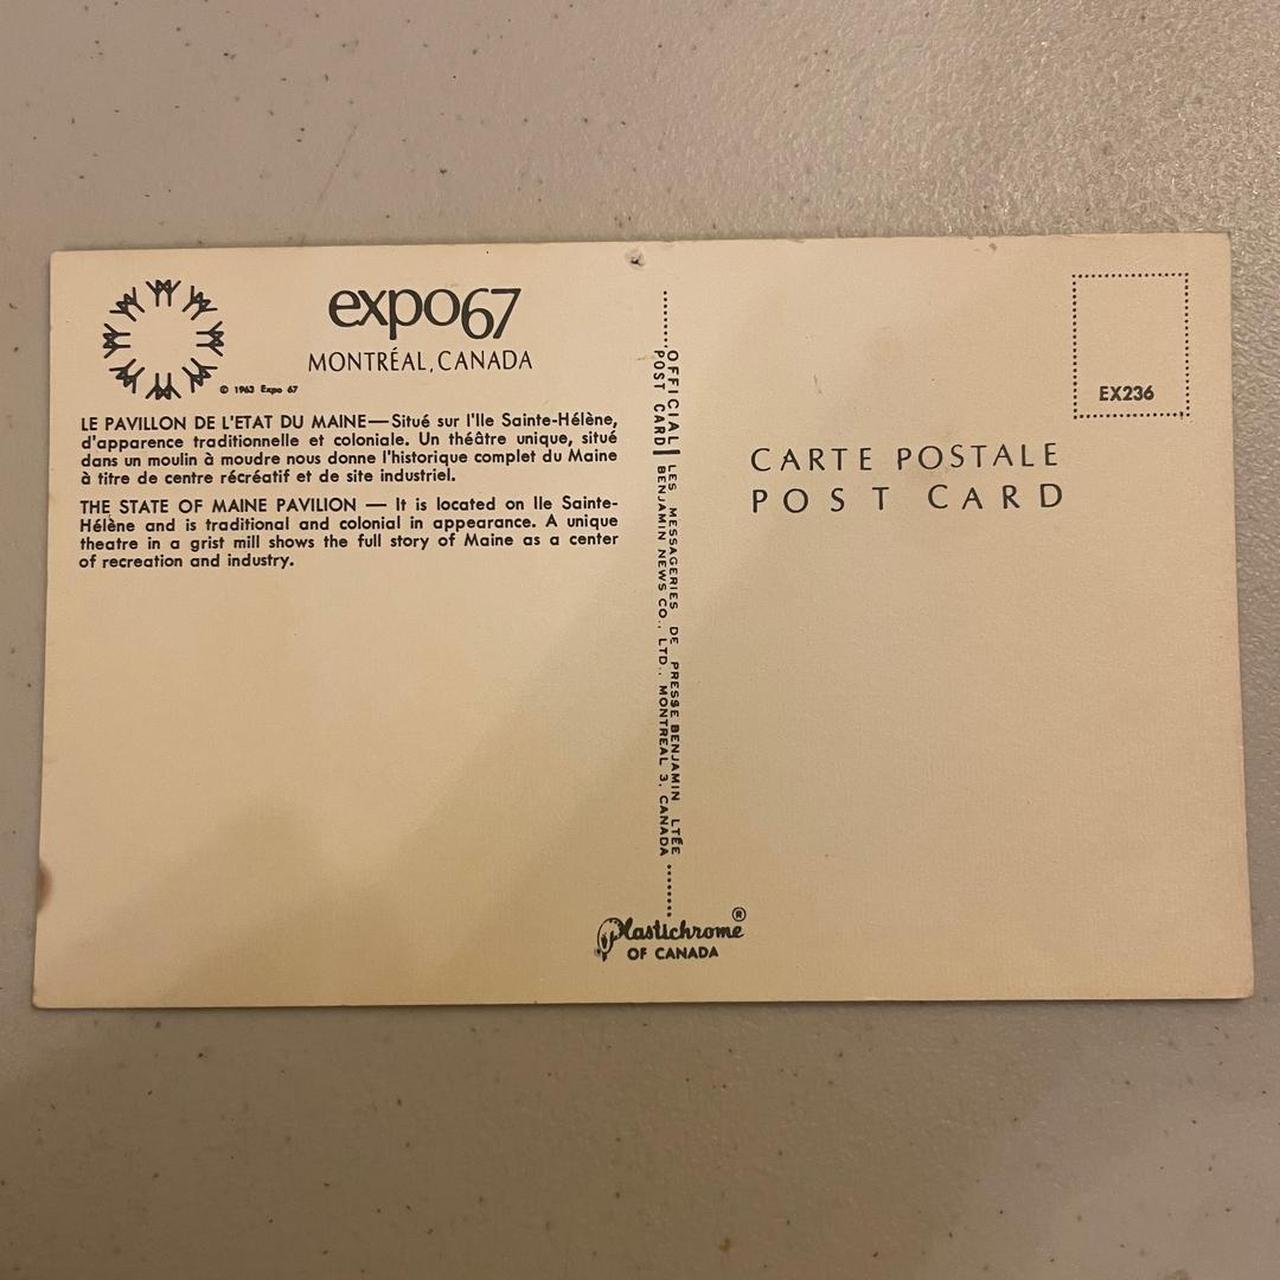 expo67
MONTRÉAL, CANADA
© 1963 Expo 67
LE PAVILLON DE L'ETAT DU MAINE—Situé sur l'Ile Sainte-Hélène,
d'apparence traditionnelle et coloniale. Un théâtre unique, situé
dans un moulin à moudre nous donne l'historique complet du Maine
à titre de centre récréatif et de site industriel.
THE STATE OF MAINE PAVILION — It is located on Ile Sainte-
Hélène and is traditional and colonial in appearance. A unique
theatre in a grist mill shows the full story of Maine as a center
of recreation and industry.
OFFICIAL LES MESSAGERIES DE PRESSE BENJAMIN LTÉE
POST CARD BENJAMIN NEWS CO., LTD., MONTREAL 3, CANADA
Plastichrome ®
OF CANADA
EX236
CARTE POSTALE
POST CARD